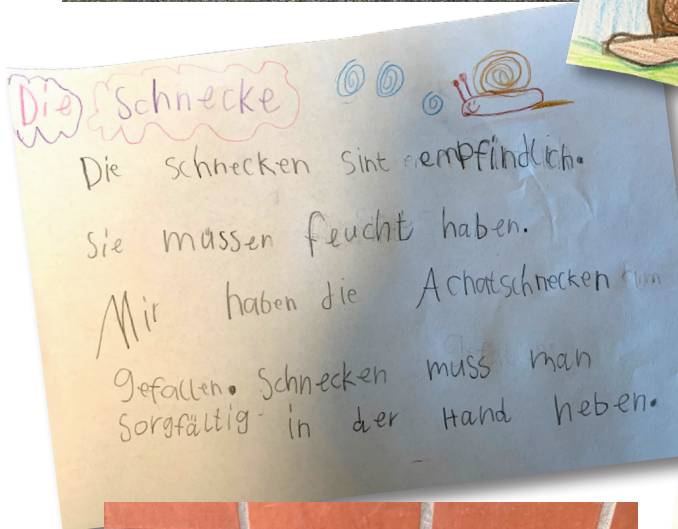 Die Schnecke
Die schnecken sint empfindlich.
sie mussen feucht haben.
Mir haben die Achatschnecken
gefallen. Schnecken muss man
Sorgfältig in der Hand heben.